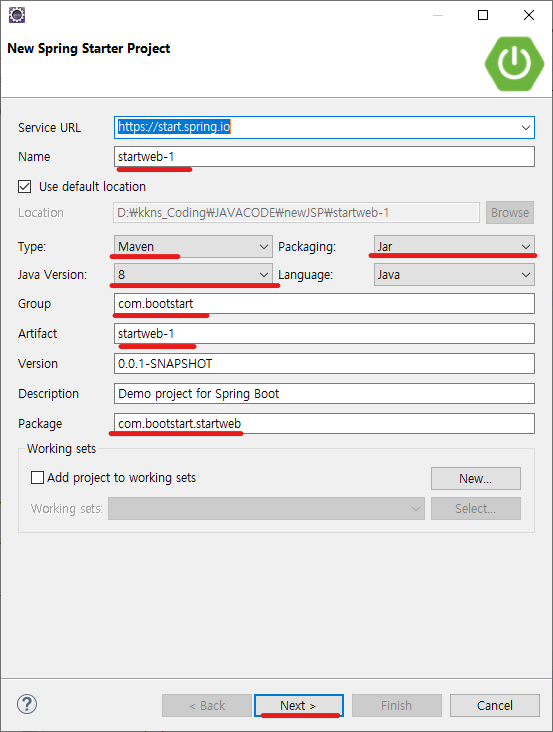 New Spring Starter Project
Service URL https://start.spring.io
Name startweb-1
Use default location
Location D:₩kkns_Coding₩JAVACODE₩newJSP₩startweb-1 Browse
Type: Maven Packaging: Jar
Java Version: 8 Language: Java
Group com.bootstart
Artifact startweb-1
Version 0.0.1-SNAPSHOT
Description Demo project for Spring Boot
Package com.bootstart.startweb
Working sets
Add project to working sets New...
Working sets: Select...
? < Back Next > Finish Cancel